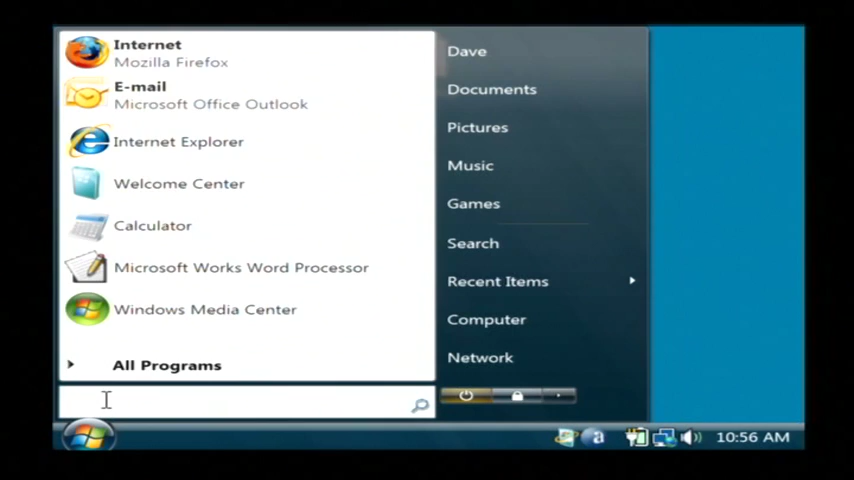 Internet
Mozilla Firefox
E-mail
Microsoft Office Outlook
Internet Explorer
Welcome Center
Calculator
Microsoft Works Word Processor
Windows Media Center
All Programs
Dave
Documents
Pictures
Music
Games
Search
Recent Items
Computer
Network
a
10:56 AM